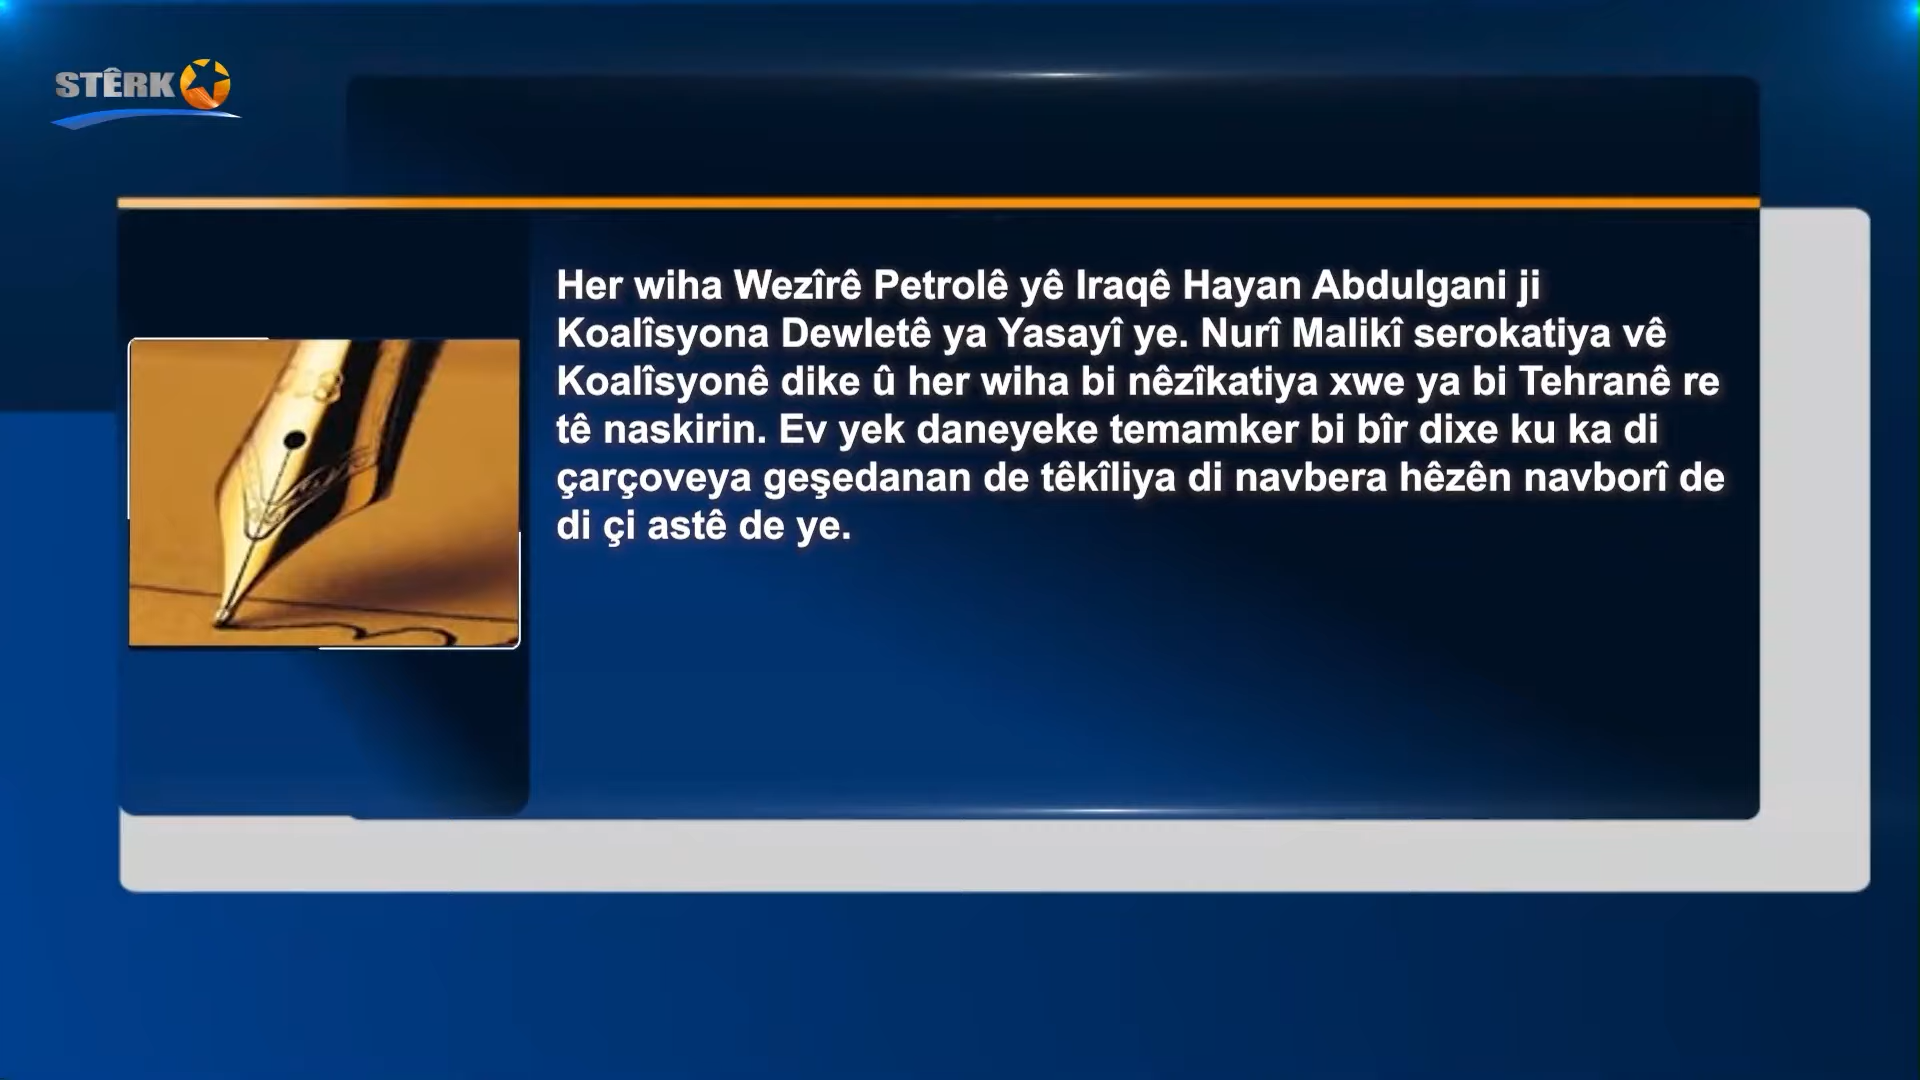 STÊRK
Her wiha Wezîrê Petrolê yê Iraqê Hayan Abdulgani ji
Koalîsyona Dewletê ya Yasayî ye. Nurî Malikî serokatiya vê
Koalîsyonê dike û her wiha bi nêzîkatiya xwe ya bi Tehranê re
tê naskirin. Ev yek daneyeke temamker bi bîr dixe ku ka di
çarçoveya geşedanan de têkîliya di navbera hêzên navborî de
di çi astê de ye.